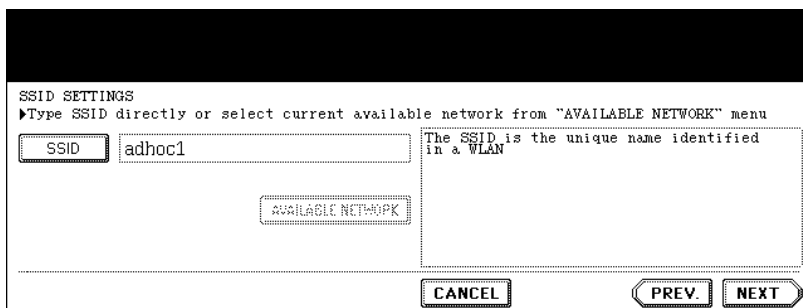 SSID SETTINGS
▶Type SSID directly or select current available network from "AVAILABLE NETWORK" menu
SSID
adhoc1
The SSID is the unique name identified
in a WLAN
AVAILABLE NETWORK
CANCEL
PREV.
NEXT